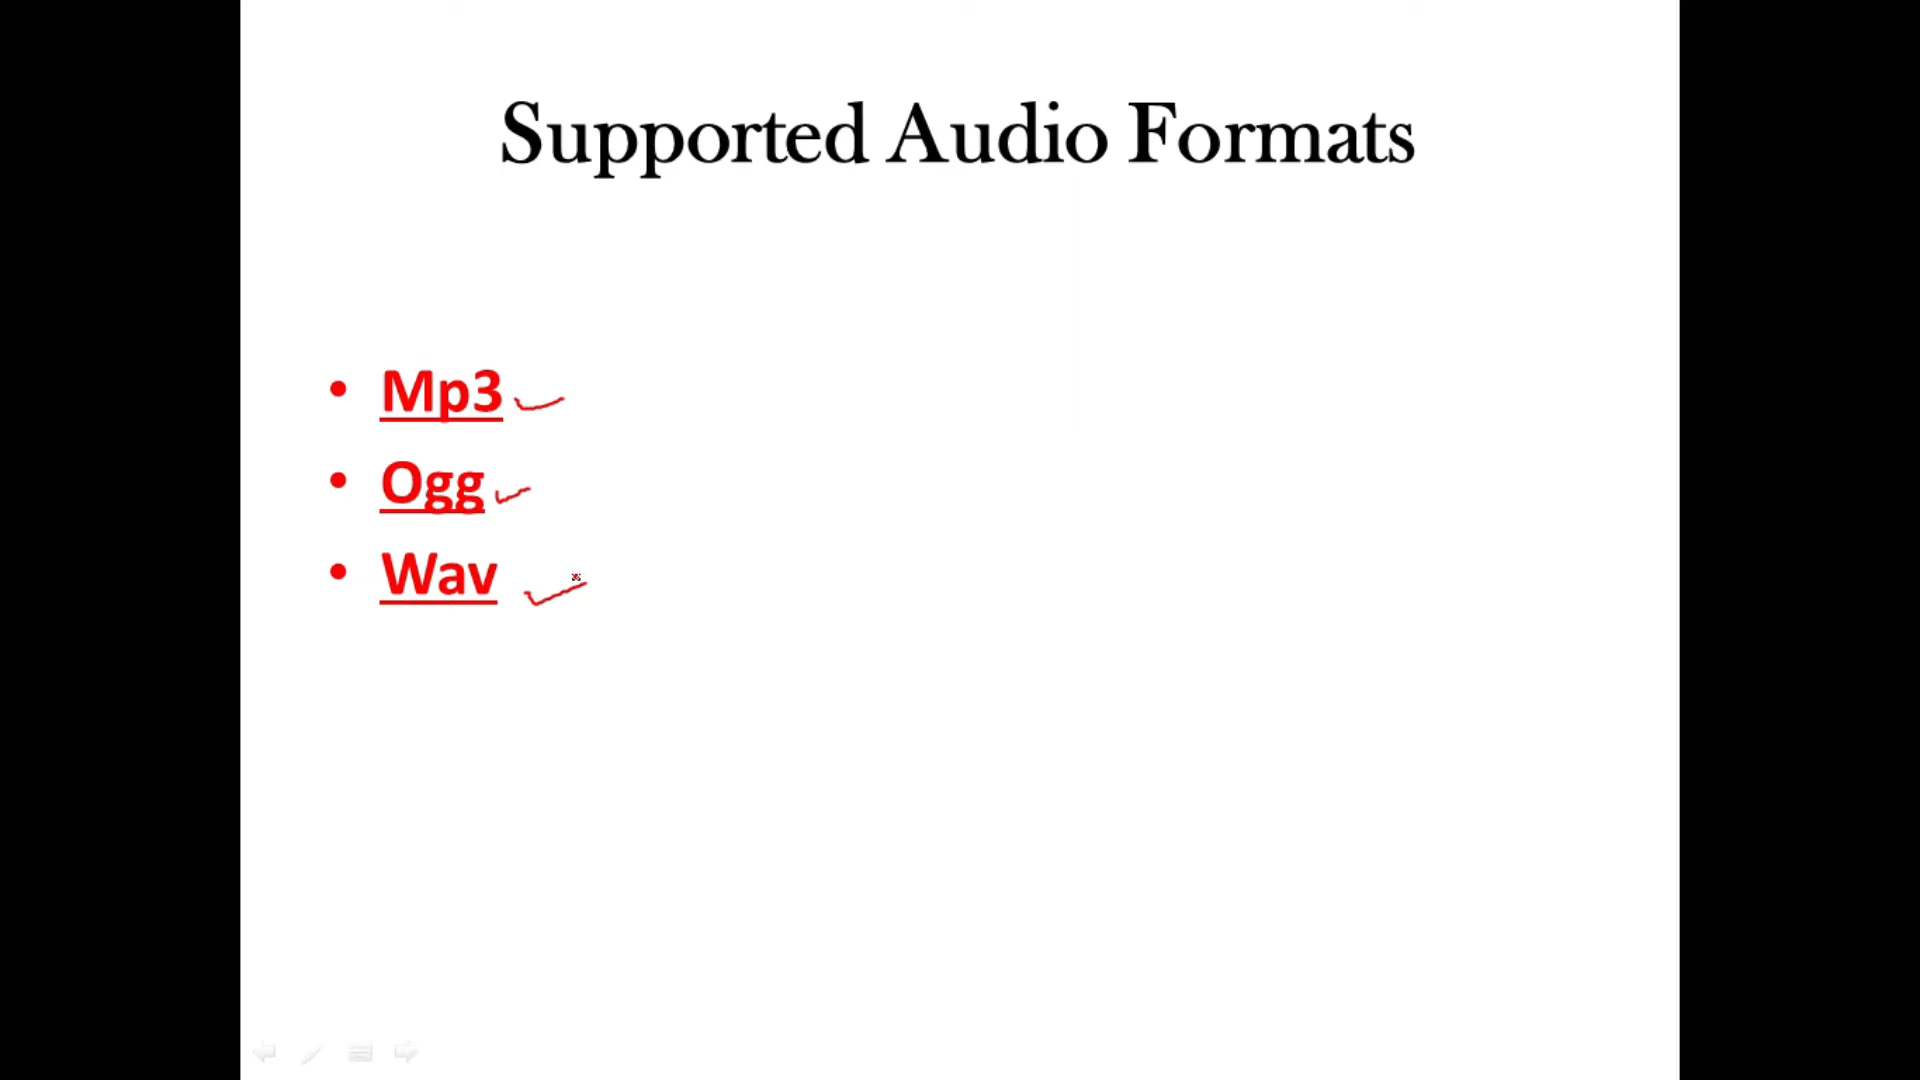 Supported Audio Formats
• Mp3
• Ogg
• Wav